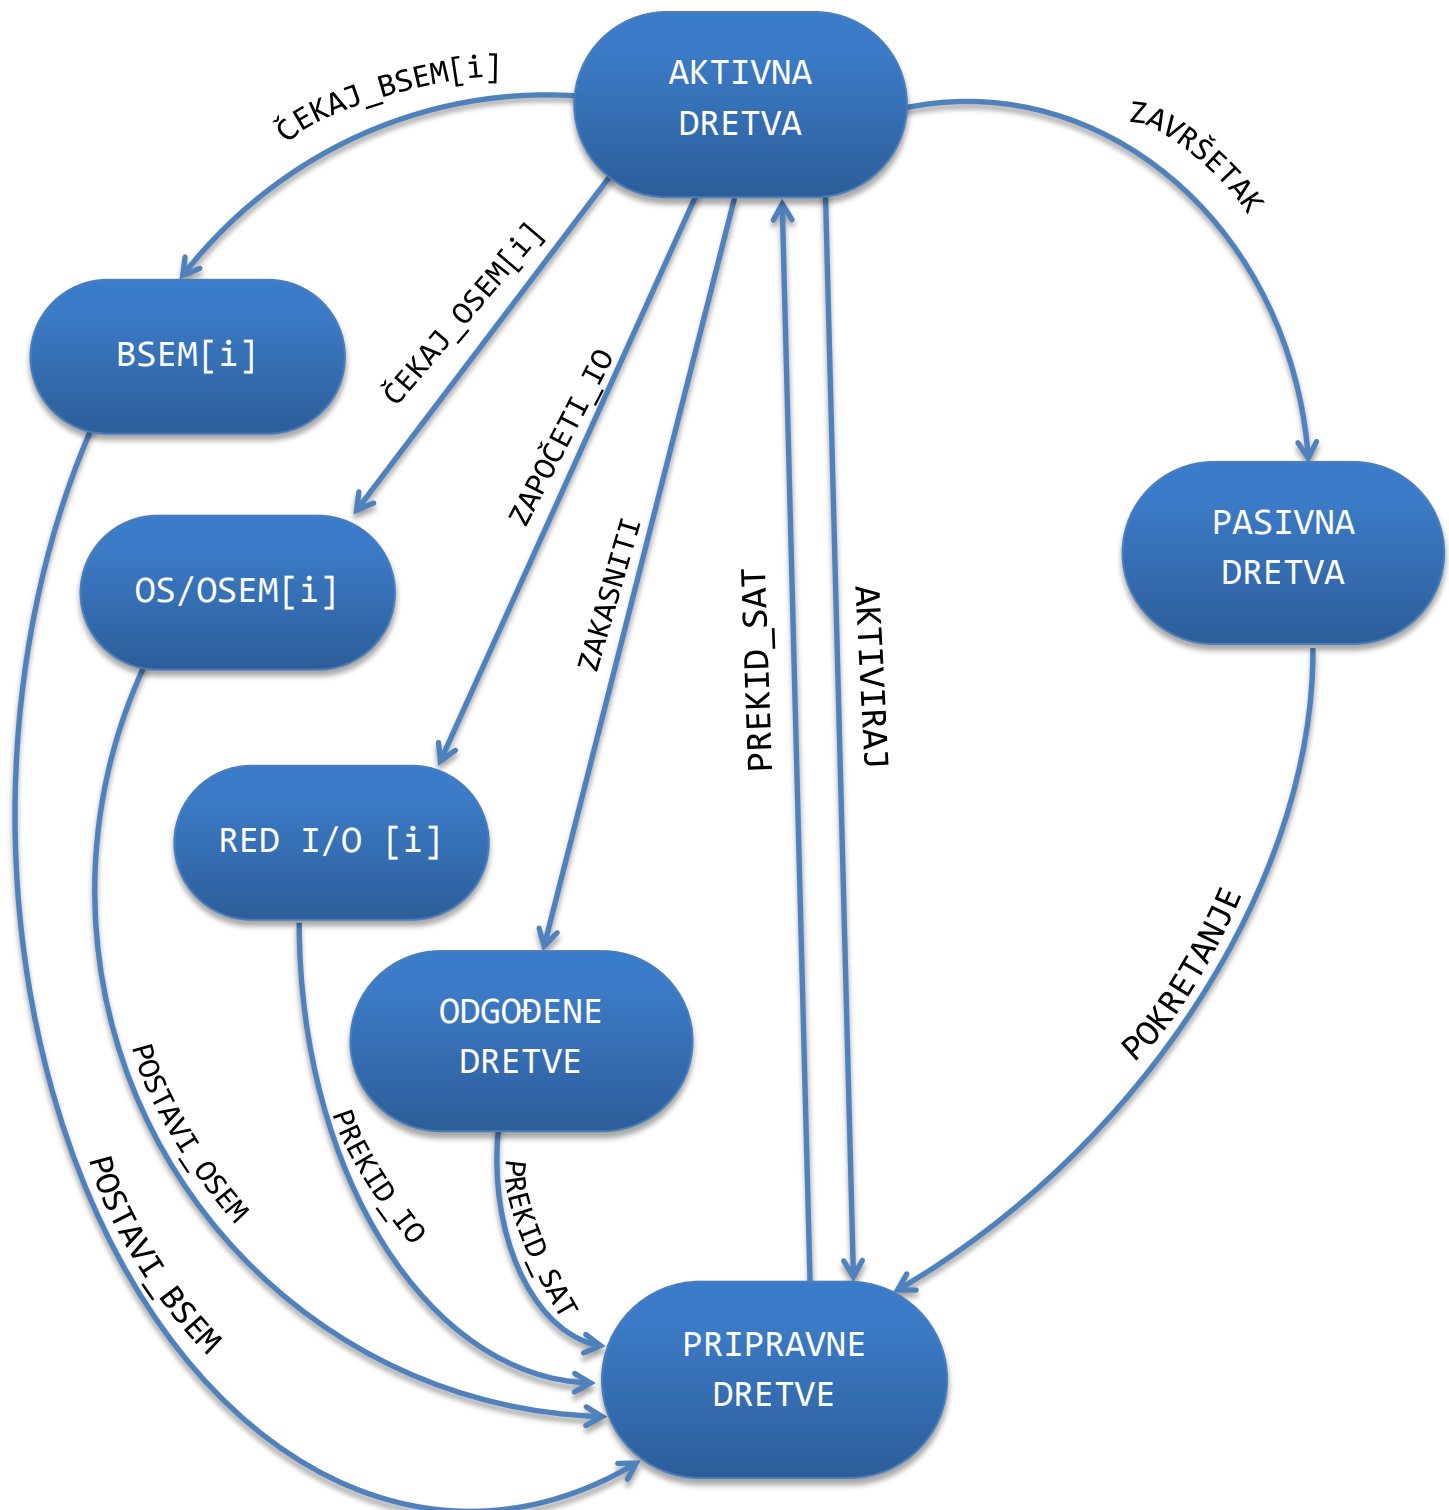 AKTIVNA
DRETVA
ČEKAJ_BSEM[i]
ZAVRŠETAK
ČEKAJ_OSEM[i]
BSEM[i]
ZAPOČETI_IO
PASIVNA
DRETVA
ZAKASNITI
OS/OSEM[i]
PREKID_SAT
AKTIVIRAJ
RED I/O [i]
POKRETANJE
ODGOĐENE
DRETVE
POSTAVI_OSEM
PREKID_IO
PREKID_SAT
POSTAVI_BSEM
PRIPRAVNE
DRETVE